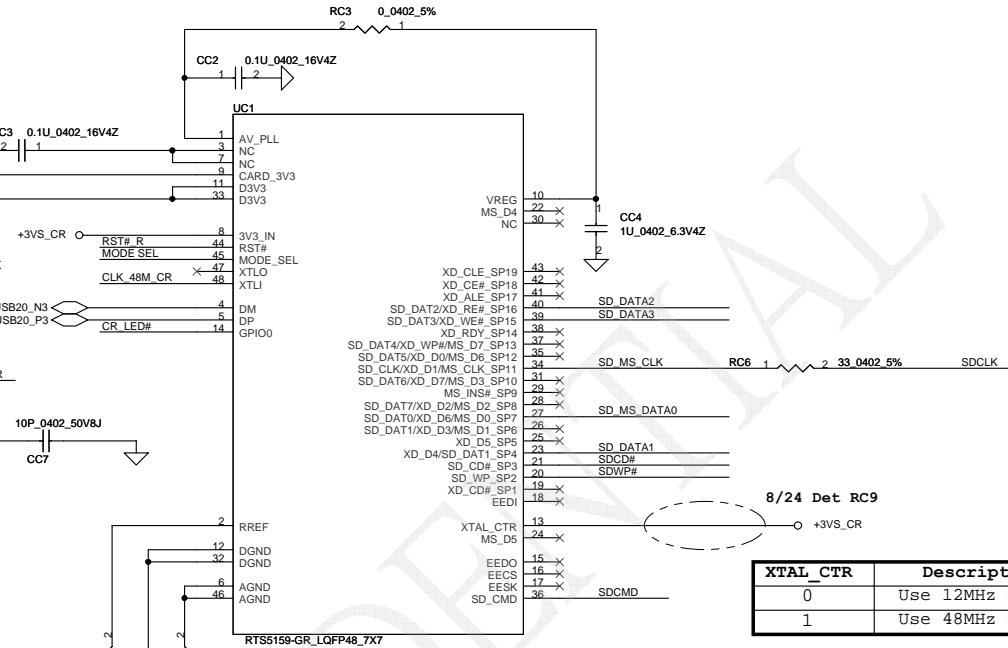 RC3 0_0402_5%
2 1
CC2 0.1U_0402_16V4Z
1 2
UC1
0.1U_0402_16V4Z
2 1
1 AV_PLL
3 NC
7 NC
9 CARD_3V3
11 D3V3
33 D3V3
VREG 10
MS_D4 22
NC 30
1
CC4
1U_0402_6.3V4Z
2
+3VS_CR 8 3V3_IN
RST#_R 44 RST#
MODE SEL 45 MODE_SEL
47 XTLO
CLK_48M_CR 48 XTLI
4 DM
5 DP
CR_LED# 14 GPIO0
XD_CLE_SP19 43
XD_CE#_SP18 42
XD_ALE_SP17 41
SD_DAT2/XD_RE#_SP16 40 SD_DATA2
SD_DAT3/XD_WE#_SP15 39 SD_DATA3
XD_RDY_SP14 38
SD_DAT4/XD_WP#/MS_D7_SP13 37
SD_DAT5/XD_D0/MS_D6_SP12 35
SD_CLK/XD_D1/MS_CLK_SP11 34 SD_MS_CLK RC6 1 2 33_0402_5% SDCLK
SD_DAT6/XD_D7/MS_D3_SP10 31
MS_INS#_SP9 29
SD_DAT7/XD_D2/MS_D2_SP8 28
SD_DAT0/XD_D6/MS_D0_SP7 27 SD_MS_DATA0
SD_DAT1/XD_D3/MS_D1_SP6 26
XD_D5_SP5 25
XD_D4/SD_DAT1_SP4 23 SD_DATA1
SD_CD#_SP3 21 SDCD#
SD_WP_SP2 20 SDWP#
XD_CD#_SP1 19
EEDI 18
10P_0402_50V8J
CC7
8/24 Det RC9
2 RREF
XTAL_CTR 13 +3VS_CR
MS_D5 24
12 DGND
32 DGND
EEDO 15
EECS 16
EESK 17
SD_CMD 36 SDCMD
6 AGND
46 AGND
2 2
RTS5159-GR_LQFP48_7X7
XTAL_CTR
0 Use 12MHz
1 Use 48MHz